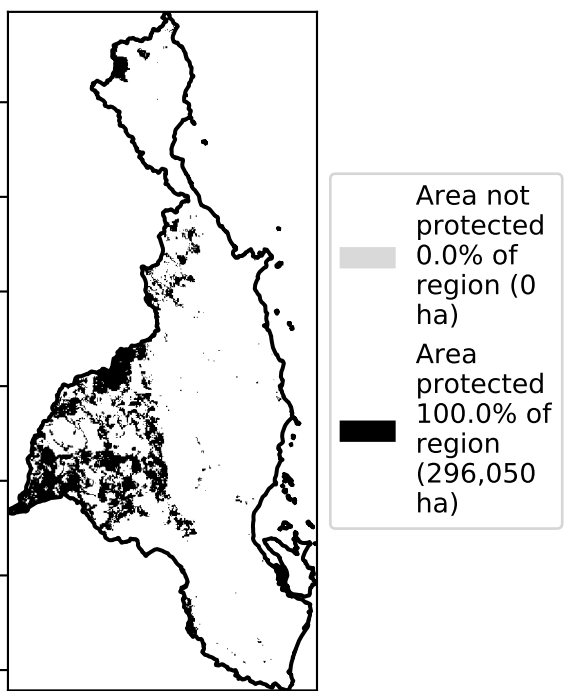 Area not
protected
0.0% of
region (0
ha)
Area
protected
100.0% of
region
(296,050
ha)